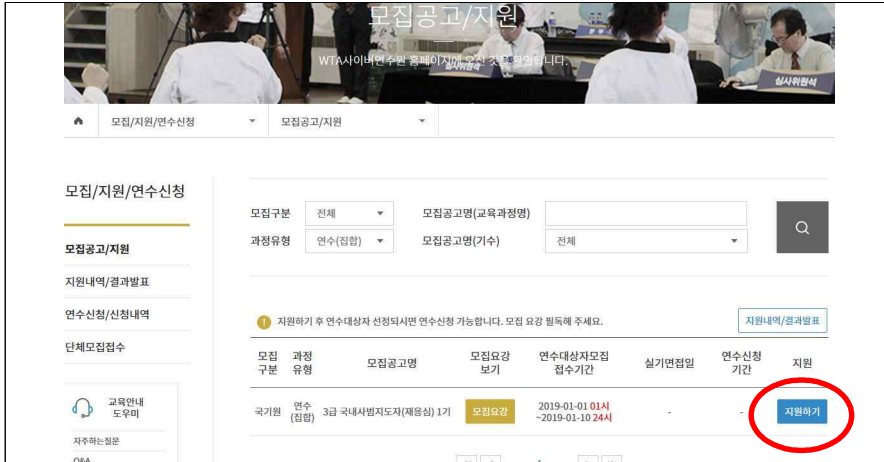 모집공고/지원
WTA사이버연수원 홈페이지에 오신 것을 환영합니다.
심사위원석
모집/지원/연수신청
모집공고/지원
모집/지원/연수신청
모집공고/지원
지원내역/결과발표
연수신청/신청내역
단체모집접수
교육안내
도우미
자주하는질문
Q&A
모집구분 전체 모집공고명(교육과정명)
과정유형 연수(집합) 모집공고명(기수) 전체
지원하기 후 연수대상자 선정되시면 연수신청 가능합니다. 모집 요강 필독해 주세요.
지원내역/결과발표
모집 구분 과정 유형 모집공고명 모집요강 보기 연수대상자모집 접수기간 실기면접일 연수신청 기간 지원
국기원 연수 (집합) 3급 국내사범지도자(재응심) 1기 모집요강 2019-01-01 01시 ~2019-01-10 24시 - - 지원하기